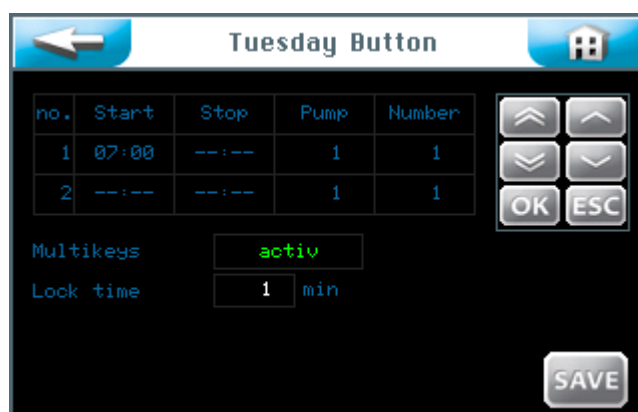 Tuesday Button
no. Start Stop Pump Number
1 07:00 --:-- 1 1
2 --:-- --:-- 1 1
OK ESC
Multikeys activ
Lock time 1 min
SAVE